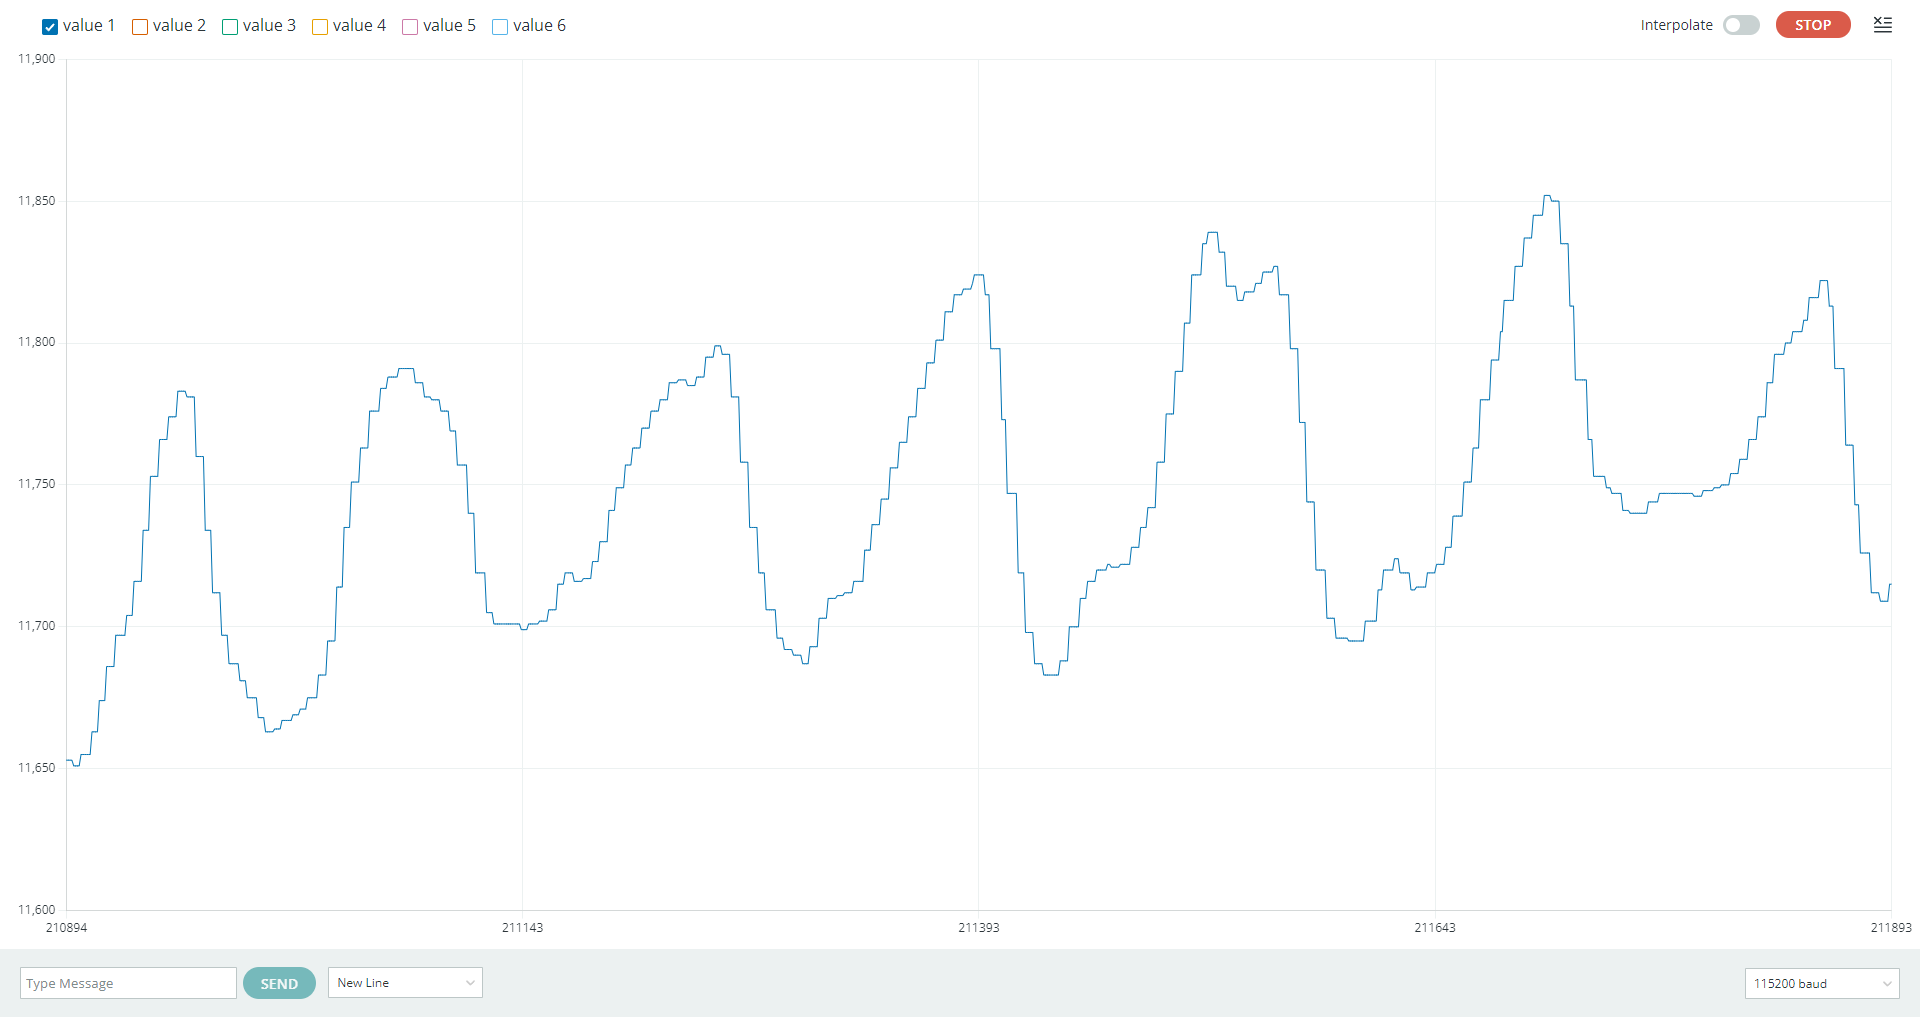 value 1 value 2 value 3 value 4 value 5 value 6 Interpolate STOP
11,900
11,850
11,800
11,750
11,700
11,650
11,600
210894 211143 211393 211643 211893
Type Message SEND New Line 115200 baud